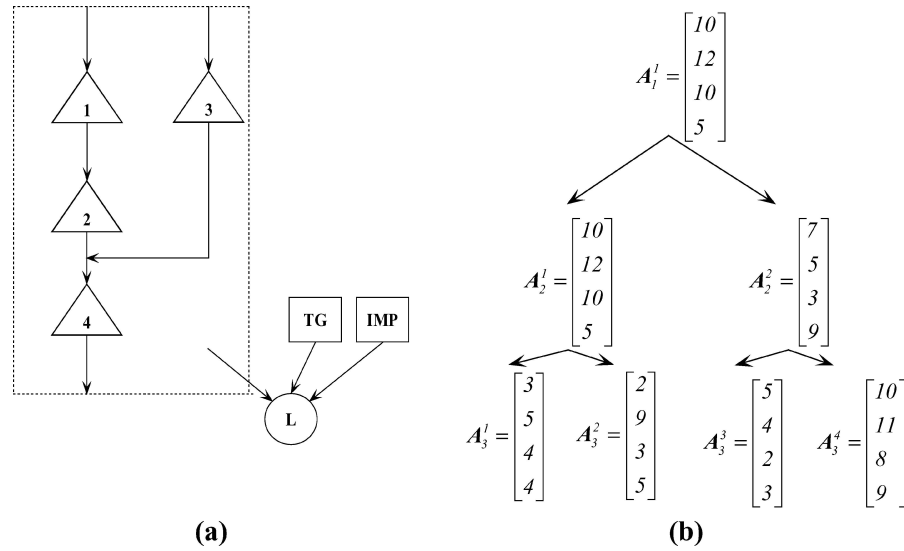 1
3
2
4
TG
IMP
L
(a)
A_1^1 = [10 12 10 5]
A_2^1 = [10 12 10 5]
A_2^2 = [7 5 3 9]
A_3^1 = [3 5 4 4]
A_3^2 = [2 9 3 5]
A_3^3 = [5 4 2 3]
A_3^4 = [10 11 8 9]
(b)